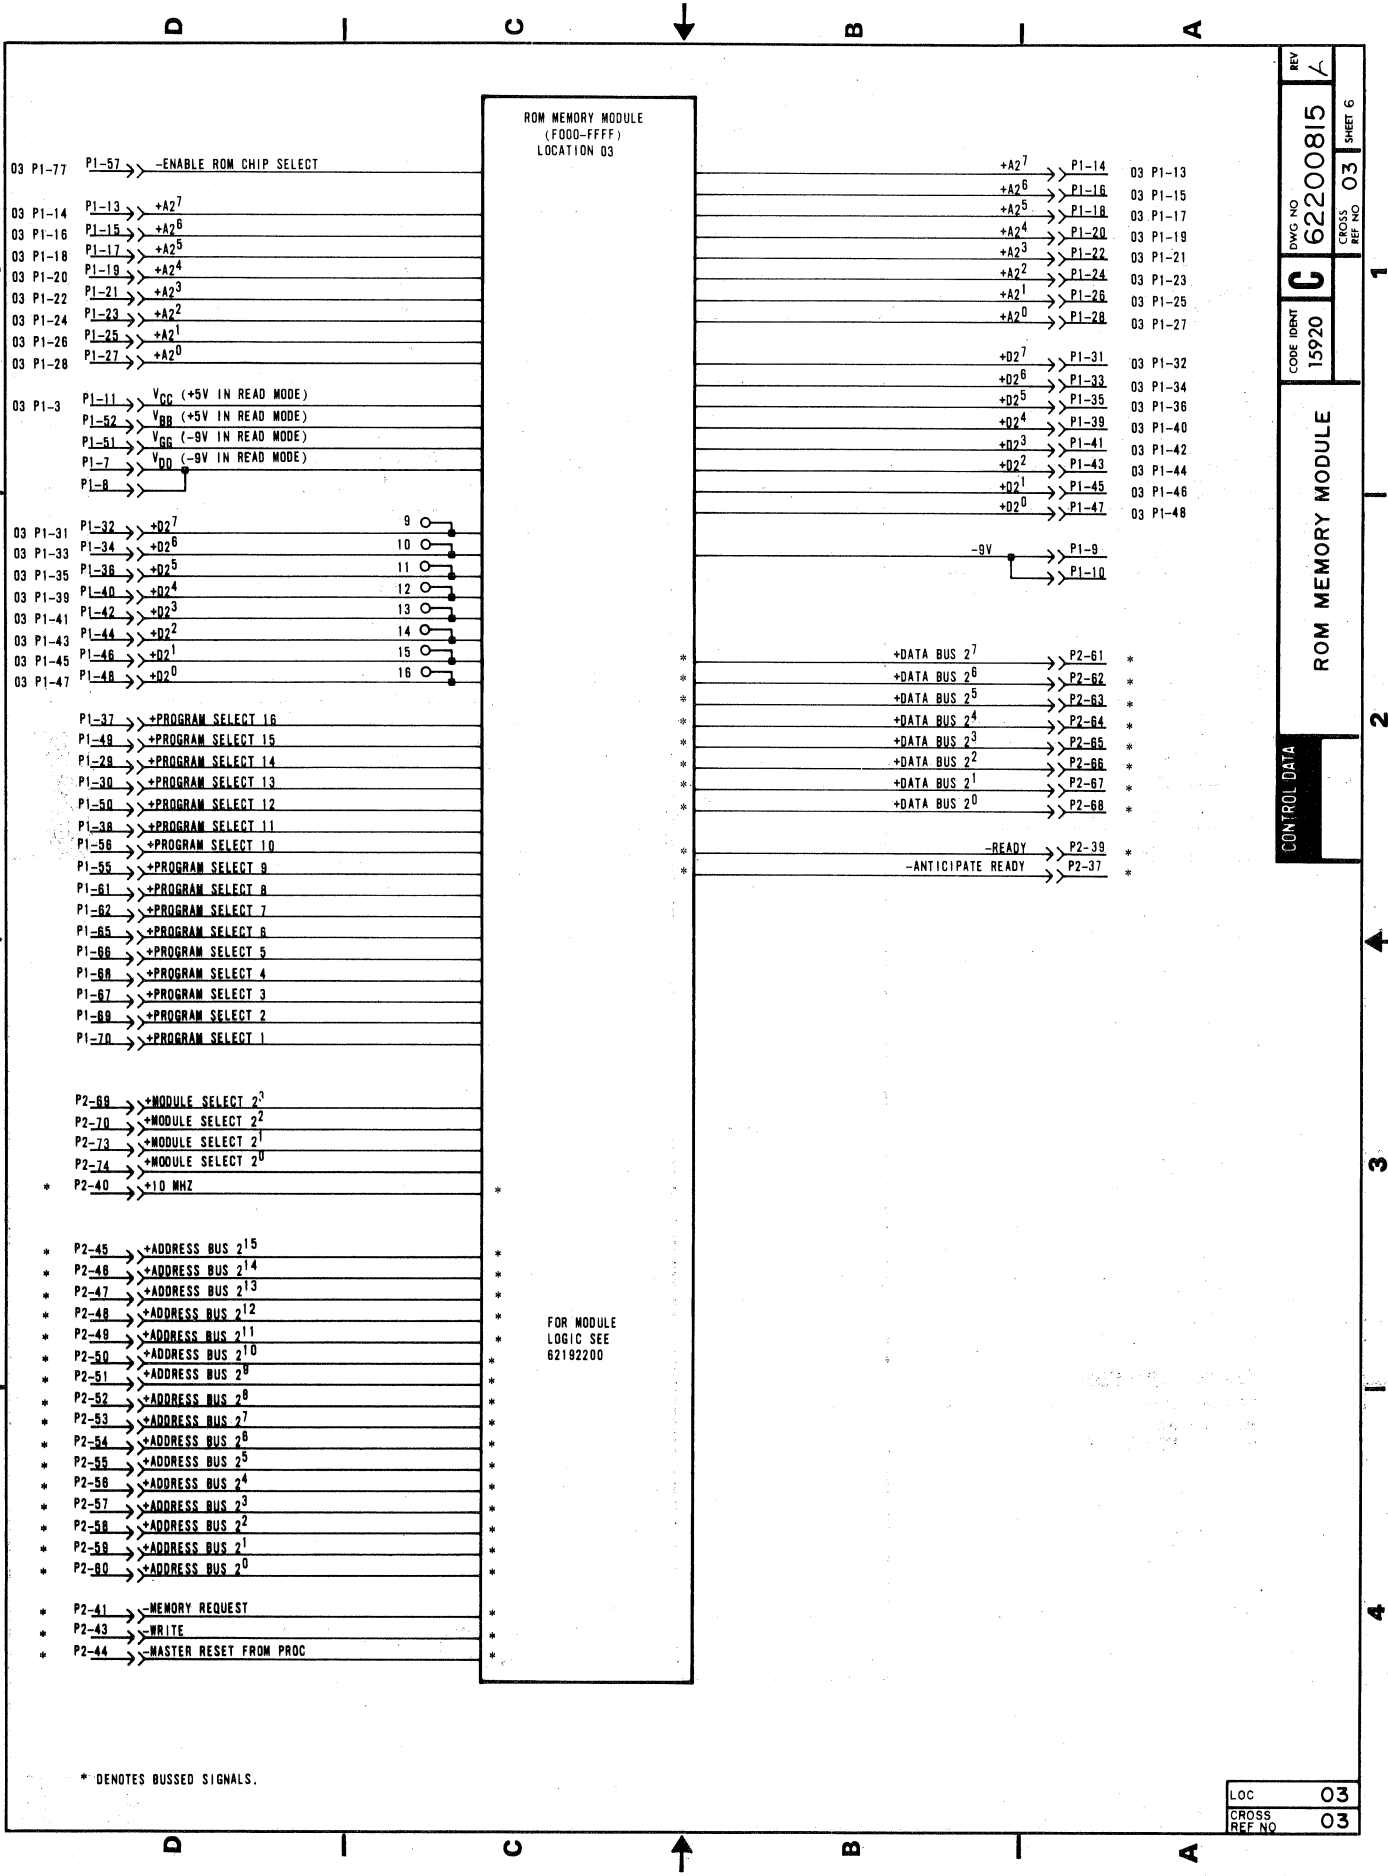 D C B A
ROM MEMORY MODULE
(F000-FFFF)
LOCATION 03
03 P1-77 P1-57 -ENABLE ROM CHIP SELECT
03 P1-14 P1-13 +A2⁷
03 P1-16 P1-15 +A2⁶
03 P1-18 P1-17 +A2⁵
03 P1-20 P1-19 +A2⁴
03 P1-22 P1-21 +A2³
03 P1-24 P1-23 +A2²
03 P1-26 P1-25 +A2¹
03 P1-28 P1-27 +A2⁰
03 P1-3 P1-11 VCC (+5V IN READ MODE)
P1-52 VBB (+5V IN READ MODE)
P1-51 VGG (-9V IN READ MODE)
P1-7 VDD (-9V IN READ MODE)
P1-8
03 P1-31 P1-32 +D2⁷ 9
03 P1-33 P1-34 +D2⁶ 10
03 P1-35 P1-36 +D2⁵ 11
03 P1-39 P1-40 +D2⁴ 12
03 P1-41 P1-42 +D2³ 13
03 P1-43 P1-44 +D2² 14
03 P1-45 P1-46 +D2¹ 15
03 P1-47 P1-48 +D2⁰ 16
P1-37 +PROGRAM SELECT 16
P1-49 +PROGRAM SELECT 15
P1-29 +PROGRAM SELECT 14
P1-30 +PROGRAM SELECT 13
P1-50 +PROGRAM SELECT 12
P1-38 +PROGRAM SELECT 11
P1-56 +PROGRAM SELECT 10
P1-55 +PROGRAM SELECT 9
P1-61 +PROGRAM SELECT 8
P1-62 +PROGRAM SELECT 7
P1-65 +PROGRAM SELECT 6
P1-66 +PROGRAM SELECT 5
P1-68 +PROGRAM SELECT 4
P1-67 +PROGRAM SELECT 3
P1-69 +PROGRAM SELECT 2
P1-70 +PROGRAM SELECT 1
P2-69 +MODULE SELECT 2³
P2-70 +MODULE SELECT 2²
P2-73 +MODULE SELECT 2¹
P2-74 +MODULE SELECT 2⁰
* P2-40 +10 MHZ *
* P2-45 +ADDRESS BUS 2¹⁵ *
* P2-46 +ADDRESS BUS 2¹⁴ *
* P2-47 +ADDRESS BUS 2¹³ *
* P2-48 +ADDRESS BUS 2¹² *
* P2-49 +ADDRESS BUS 2¹¹ *
* P2-50 +ADDRESS BUS 2¹⁰ *
* P2-51 +ADDRESS BUS 2⁹ *
* P2-52 +ADDRESS BUS 2⁸ *
* P2-53 +ADDRESS BUS 2⁷ *
* P2-54 +ADDRESS BUS 2⁶ *
* P2-55 +ADDRESS BUS 2⁵ *
* P2-56 +ADDRESS BUS 2⁴ *
* P2-57 +ADDRESS BUS 2³ *
* P2-58 +ADDRESS BUS 2² *
* P2-59 +ADDRESS BUS 2¹ *
* P2-60 +ADDRESS BUS 2⁰ *
* P2-41 -MEMORY REQUEST *
* P2-43 -WRITE *
* P2-44 -MASTER RESET FROM PROC *
FOR MODULE
LOGIC SEE
62192200
+A2⁷ P1-14 03 P1-13
+A2⁶ P1-16 03 P1-15
+A2⁵ P1-18 03 P1-17
+A2⁴ P1-20 03 P1-19
+A2³ P1-22 03 P1-21
+A2² P1-24 03 P1-23
+A2¹ P1-26 03 P1-25
+A2⁰ P1-28 03 P1-27
+D2⁷ P1-31 03 P1-32
+D2⁶ P1-33 03 P1-34
+D2⁵ P1-35 03 P1-36
+D2⁴ P1-39 03 P1-40
+D2³ P1-41 03 P1-42
+D2² P1-43 03 P1-44
+D2¹ P1-45 03 P1-46
+D2⁰ P1-47 03 P1-48
-9V P1-9
P1-10
* +DATA BUS 2⁷ P2-61 *
* +DATA BUS 2⁶ P2-62 *
* +DATA BUS 2⁵ P2-63 *
* +DATA BUS 2⁴ P2-64 *
* +DATA BUS 2³ P2-65 *
* +DATA BUS 2² P2-66 *
* +DATA BUS 2¹ P2-67 *
* +DATA BUS 2⁰ P2-68 *
* -READY P2-39 *
* -ANTICIPATE READY P2-37 *
* DENOTES BUSSED SIGNALS.
CONTROL DATA
ROM MEMORY MODULE
CODE IDENT
15920
C
DWG NO
62200815
REV
A
CROSS
REF NO 03
SHEET 6
1
2
3
4
LOC 03
CROSS
REF NO 03
D C B A